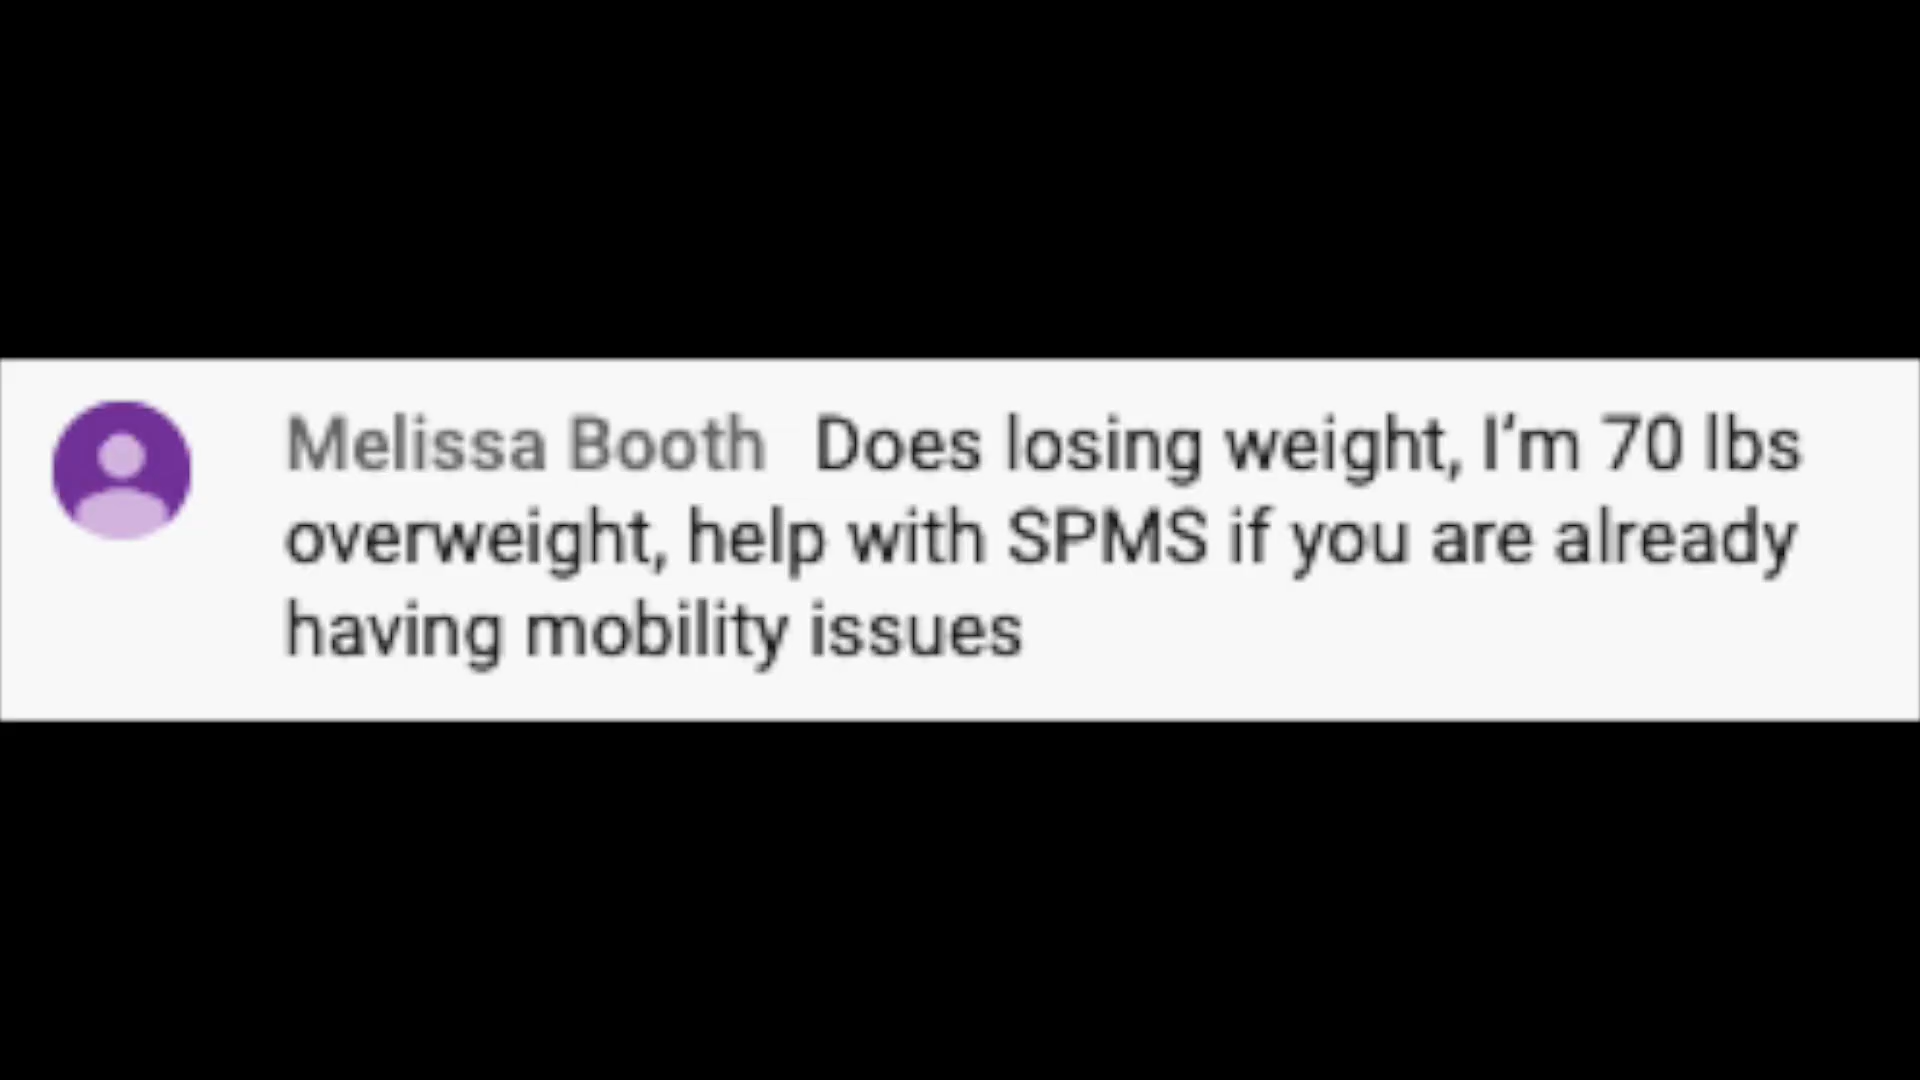 Melissa Booth Does losing weight, I'm 70 lbs
overweight, help with SPMS if you are already
having mobility issues